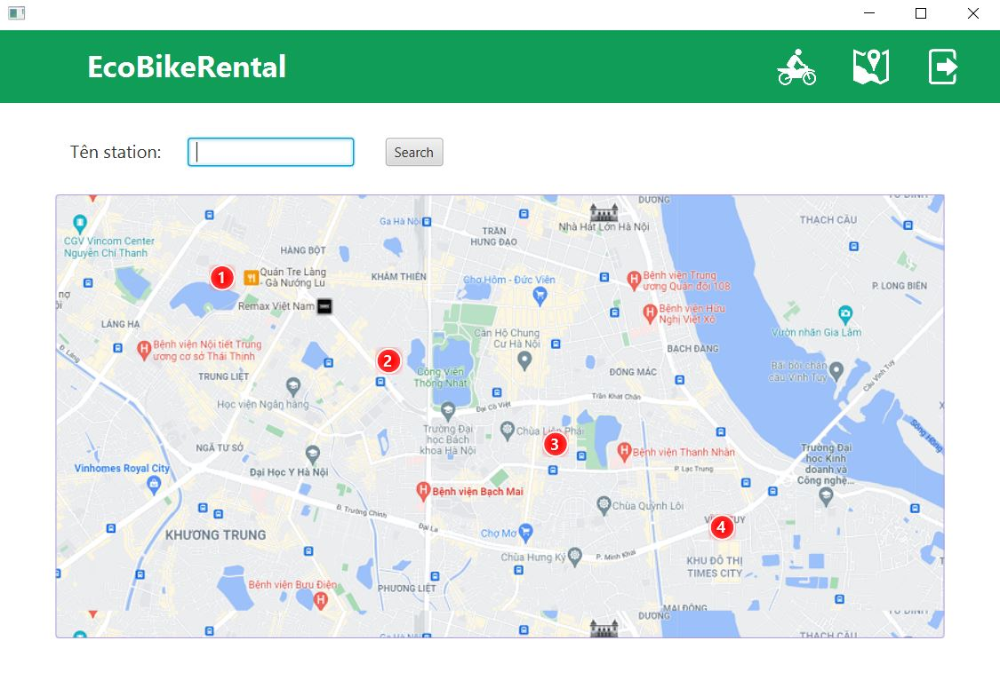 EcoBikeRental
Tên station:
Search
DƯƠNG
THẠCH CẦU
Ga Hà Nội
Nhà Hát Lớn Hà Nội
TRẦN
HƯNG ĐẠO
CGV Vincom Center
Nguyễn Chí Thanh
HÀNG BỘT
1
Quán Tre Làng
- Gà Nướng Lu
KHÂM THIÊN
Chợ Hôm - Đức Viên
Bệnh viện Trung
ương Quân đội 108
P. LONG BIÊN
Remax Việt Nam
Bệnh viện Hữu
Nghị Việt Xô
LÁNG HẠ
Vườn nhãn Gia Lâm
Căn Hộ Chung
Cư Hà Nội
Bệnh viện Nội tiết Trung
ương cơ sở Thái Thịnh
BẠCH ĐẰNG
Đ. Láng
2
Công Viên
Thống Nhất
ĐỐNG MÁC
Bãi bồi chân
cầu Vĩnh Tuy
Cầu Vĩnh Tuy
TRUNG LIỆT
Học viện Ngân hàng
Trần Khát Chân
Đại Cồ Việt
Trường Đại
học Bách
khoa Hà Nội
Chùa Liên Phái
3
Sông Hồng
NGÃ TƯ SỞ
Bệnh viện Thanh Nhàn
Trường Đại
học Kinh
doanh và
Công nghệ...
Vinhomes Royal City
Đại Học Y Hà Nội
P. Lạc Trung
Bệnh viện Bạch Mai
Chùa Quỳnh Lôi
Đ. Trường Chinh
Đại La
4
KHƯƠNG TRUNG
Chợ Mơ
Chùa Hưng Ký
P. Minh Khai
KHU ĐÔ THỊ
TIMES CITY
Bệnh viện Bưu Điện
PHƯƠNG LIỆT
MAI ĐỘNG
DƯƠNG